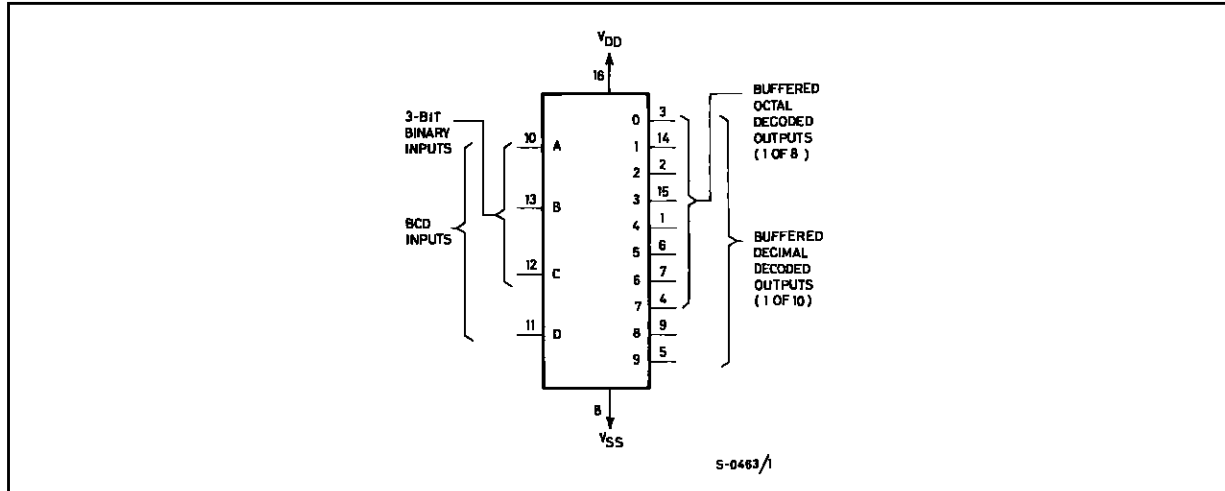 VDD
16
3-BIT
BINARY
INPUTS
BCD
INPUTS
10 A
13 B
12 C
11 D
0 3
1 14
2 2
3 15
4 1
5 6
6 7
7 4
8 9
9 5
BUFFERED
OCTAL
DECODED
OUTPUTS
(1 OF 8)
BUFFERED
DECIMAL
DECODED
OUTPUTS
(1 OF 10)
8
VSS
S-0463/1